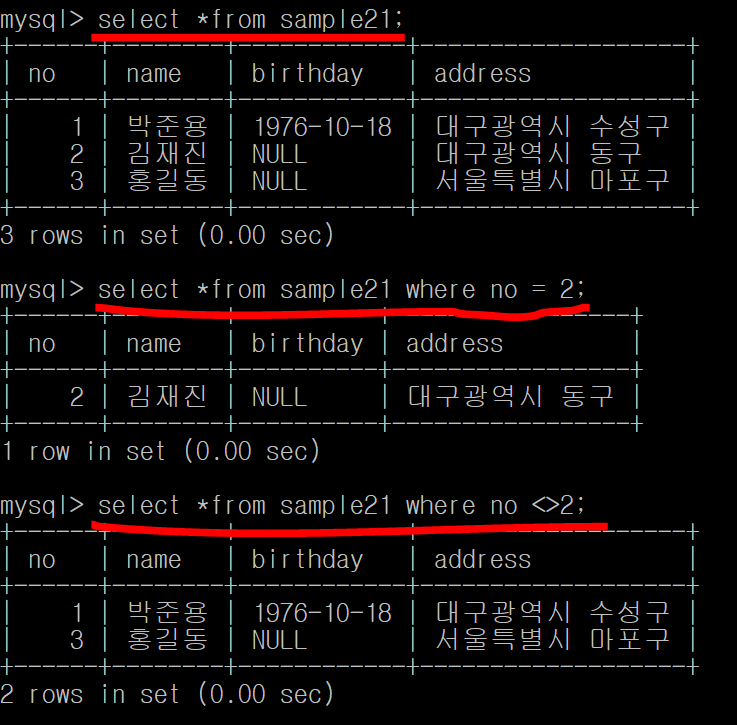 mysql> select *from sample21;
+------+--------+------------+-------------------+
| no   | name   | birthday   | address           |
+------+--------+------------+-------------------+
|    1 | 박준용 | 1976-10-18 | 대구광역시 수성구 |
|    2 | 김재진 | NULL       | 대구광역시 동구   |
|    3 | 홍길동 | NULL       | 서울특별시 마포구 |
+------+--------+------------+-------------------+
3 rows in set (0.00 sec)
mysql> select *from sample21 where no = 2;
+------+--------+----------+-----------------+
| no   | name   | birthday | address         |
+------+--------+----------+-----------------+
|    2 | 김재진 | NULL     | 대구광역시 동구 |
+------+--------+----------+-----------------+
1 row in set (0.00 sec)
mysql> select *from sample21 where no <>2;
+------+--------+------------+-------------------+
| no   | name   | birthday   | address           |
+------+--------+------------+-------------------+
|    1 | 박준용 | 1976-10-18 | 대구광역시 수성구 |
|    3 | 홍길동 | NULL       | 서울특별시 마포구 |
+------+--------+------------+-------------------+
2 rows in set (0.00 sec)